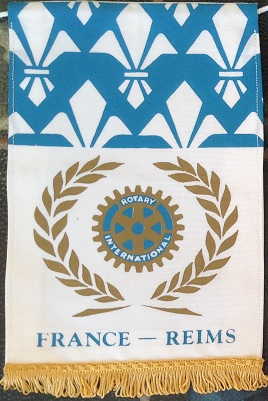 ROTARY
INTERNATIONAL
FRANCE — REIMS